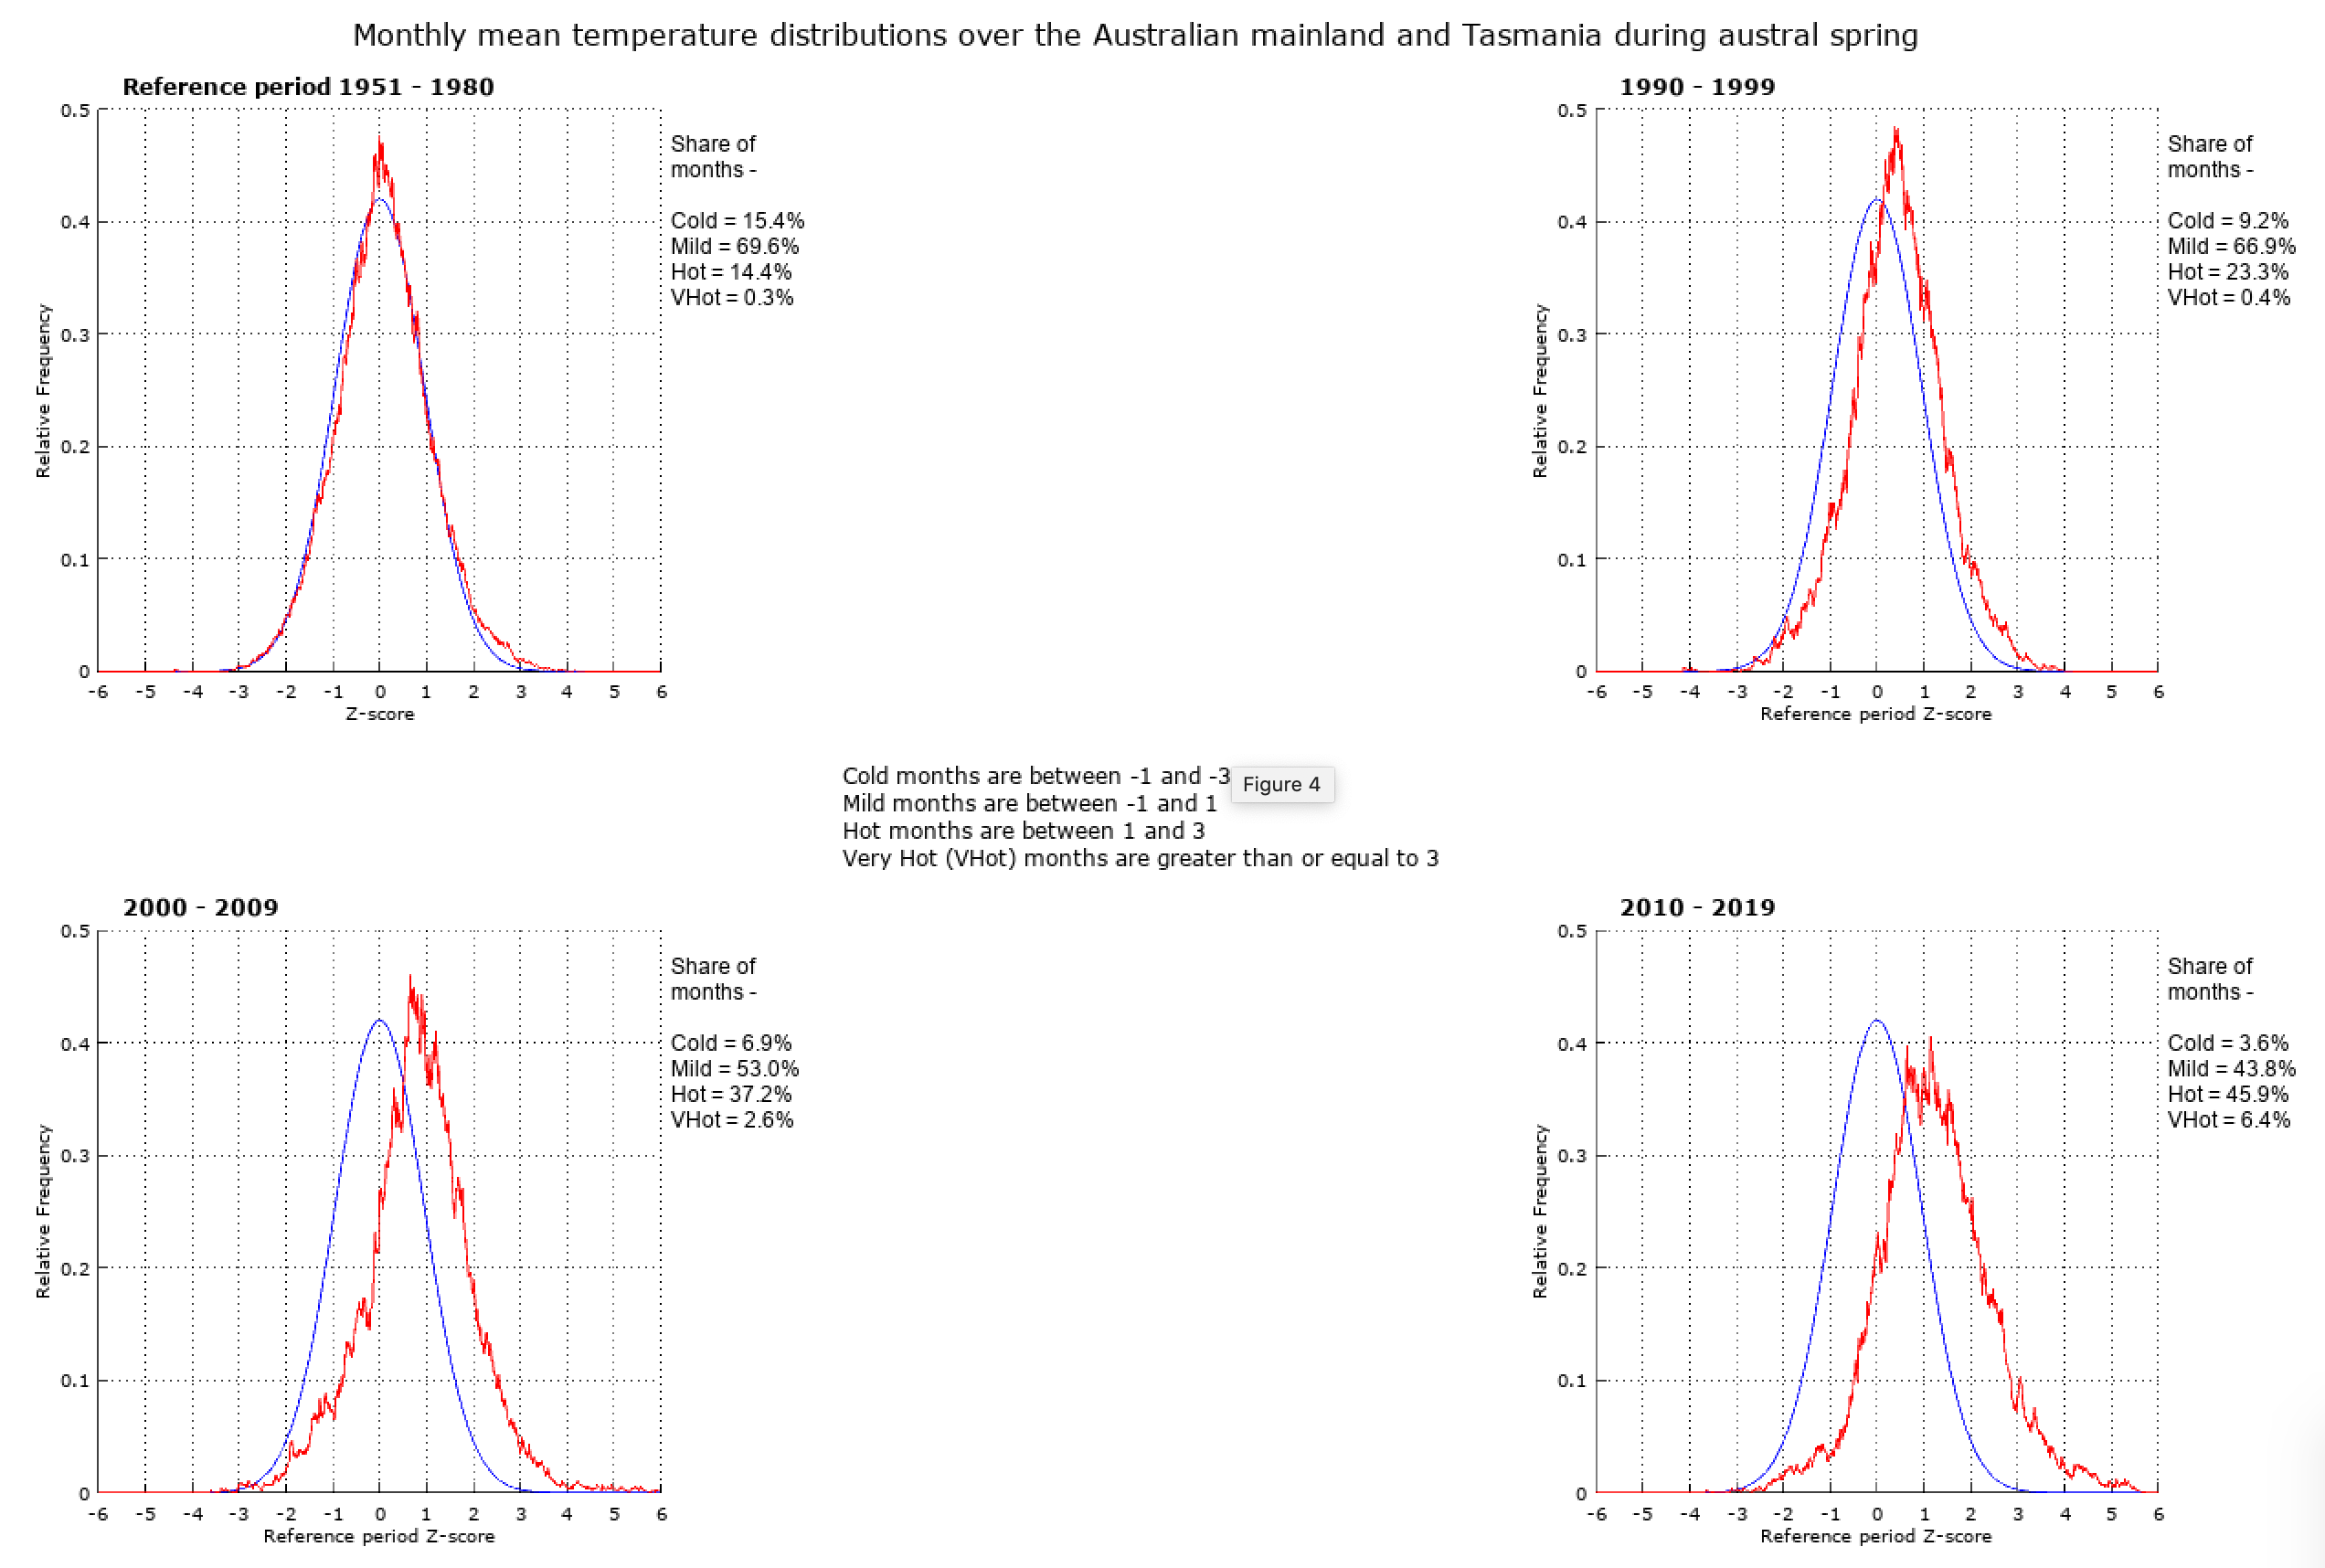 Monthly mean temperature distributions over the Australian mainland and Tasmania during austral spring
Reference period 1951 - 1980
0.5
0.4
0.3
0.2
0.1
0
Relative Frequency
-6 -5 -4 -3 -2 -1 0 1 2 3 4 5 6
Z-score
Share of
months -
Cold = 15.4%
Mild = 69.6%
Hot = 14.4%
VHot = 0.3%
1990 - 1999
0.5
0.4
0.3
0.2
0.1
0
Relative Frequency
-6 -5 -4 -3 -2 -1 0 1 2 3 4 5 6
Reference period Z-score
Share of
months -
Cold = 9.2%
Mild = 66.9%
Hot = 23.3%
VHot = 0.4%
Cold months are between -1 and -3
Figure 4
Mild months are between -1 and 1
Hot months are between 1 and 3
Very Hot (VHot) months are greater than or equal to 3
2000 - 2009
0.5
0.4
0.3
0.2
0.1
0
Relative Frequency
-6 -5 -4 -3 -2 -1 0 1 2 3 4 5 6
Reference period Z-score
Share of
months -
Cold = 6.9%
Mild = 53.0%
Hot = 37.2%
VHot = 2.6%
2010 - 2019
0.5
0.4
0.3
0.2
0.1
0
Relative Frequency
-6 -5 -4 -3 -2 -1 0 1 2 3 4 5 6
Reference period Z-score
Share of
months -
Cold = 3.6%
Mild = 43.8%
Hot = 45.9%
VHot = 6.4%